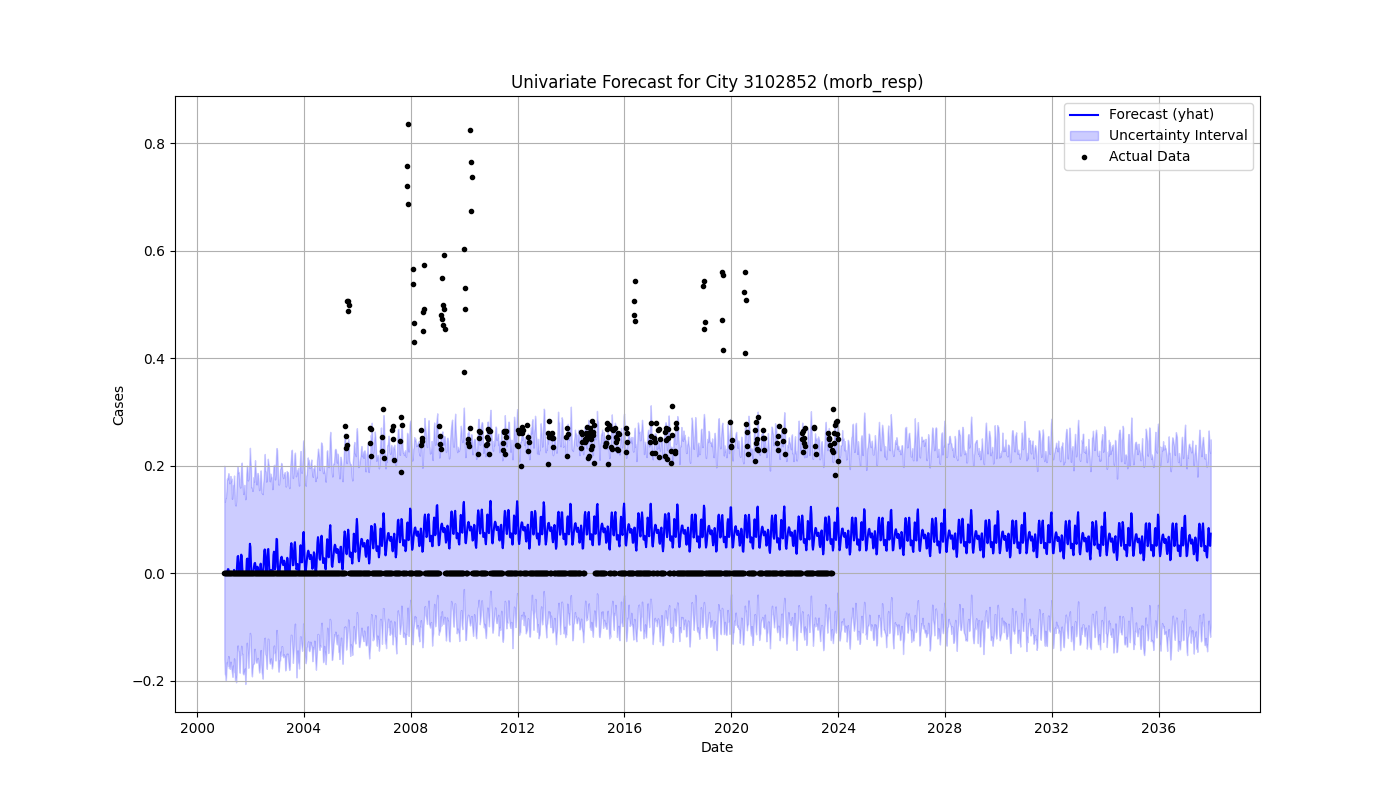 Univariate Forecast for City 3102852 (morb_resp)
Forecast (yhat)
Uncertainty Interval
Actual Data
Cases
0.8
0.6
0.4
0.2
0.0
−0.2
2000 2004 2008 2012 2016 2020 2024 2028 2032 2036
Date